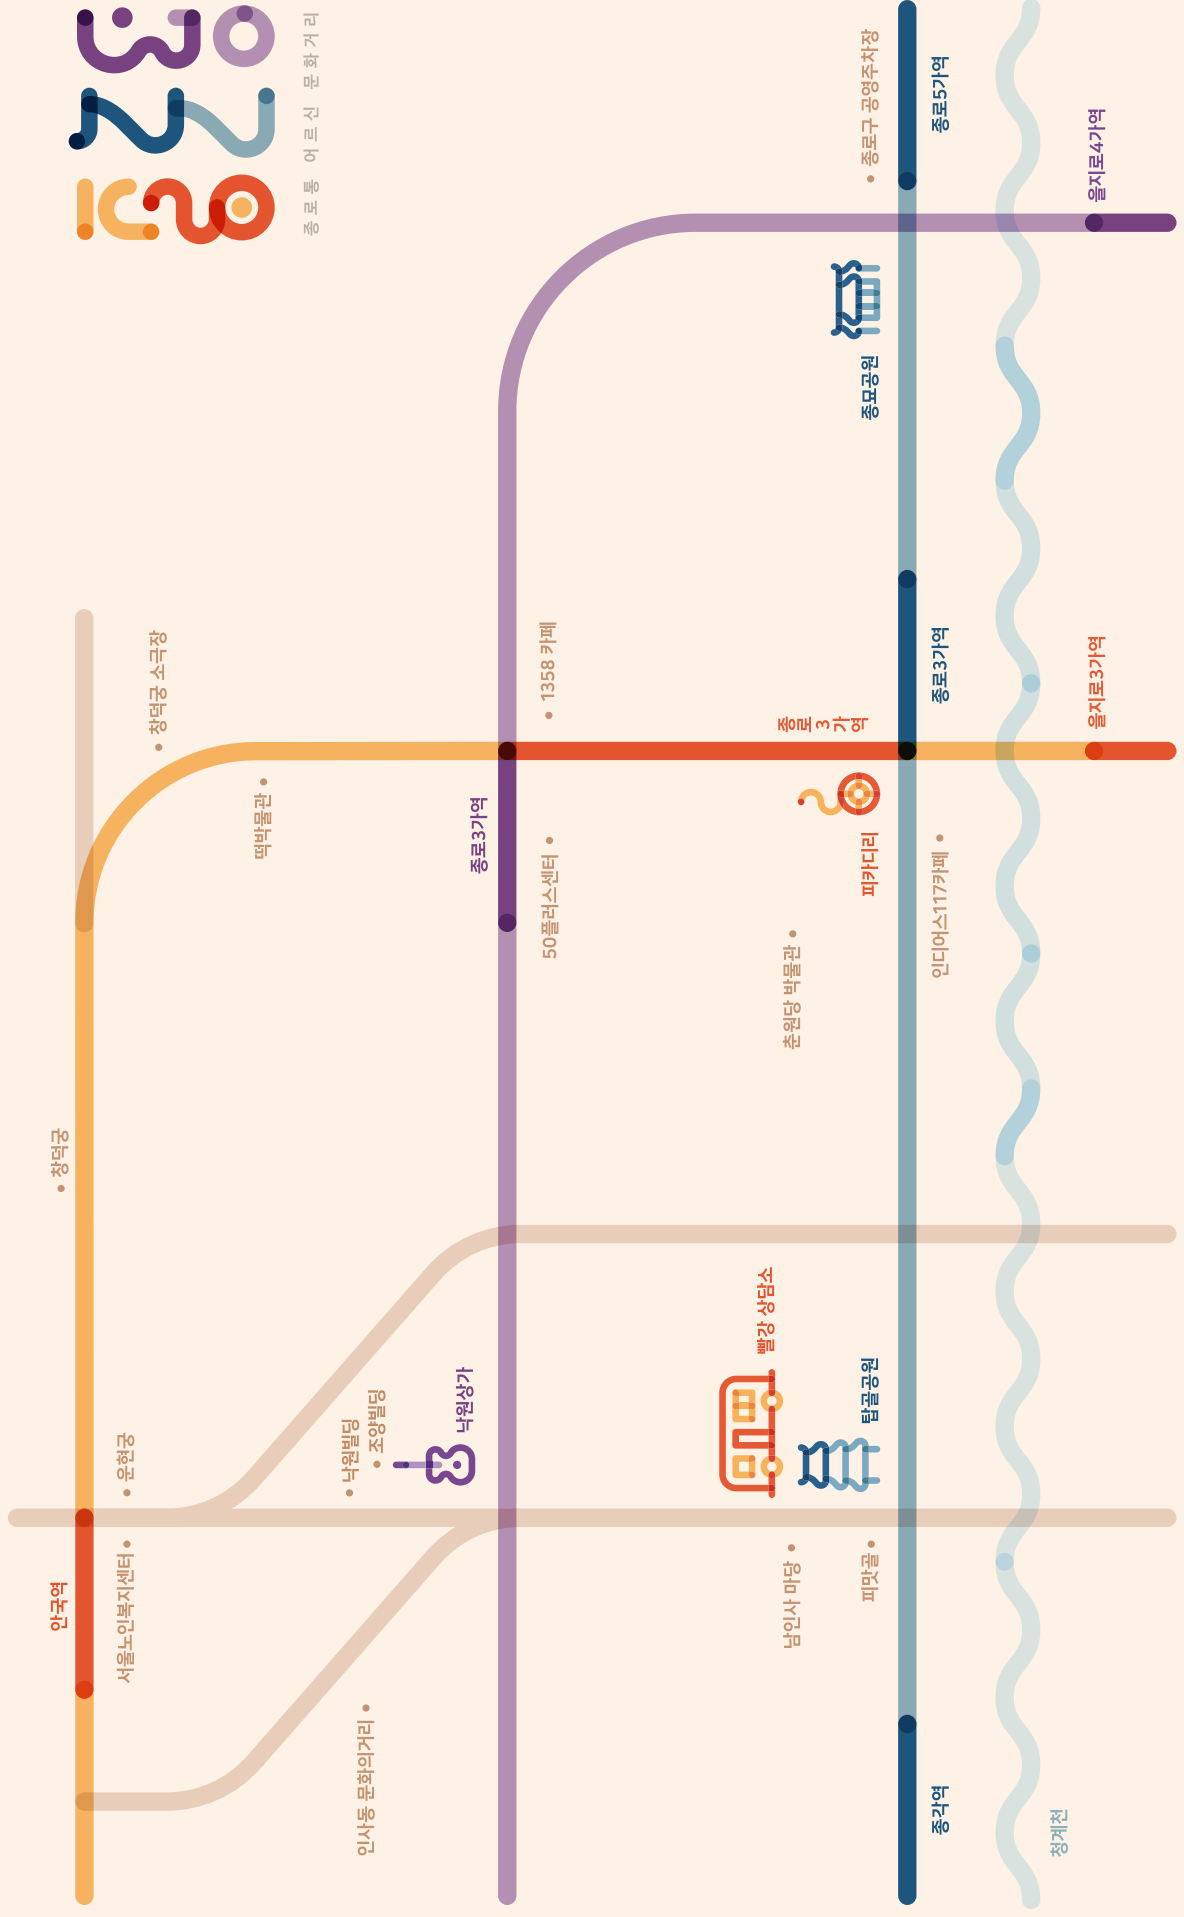 종로통 어르신 문화거리
안국역
창덕궁
서울노인복지센터
운현궁
창덕궁 소극장
떡박물관
인사동 문화의거리
낙원빌딩
조양빌딩
낙원상가
종로3가역
50플러스센터
1358 카페
남인사 마당
빨강 상담소
춘원당 박물관
종로
3
가
역
피맛골
탑골공원
피카디리
종묘공원
종로구 공영주차장
종각역
인디어스117카페
종로3가역
종로5가역
청계천
을지로3가역
을지로4가역